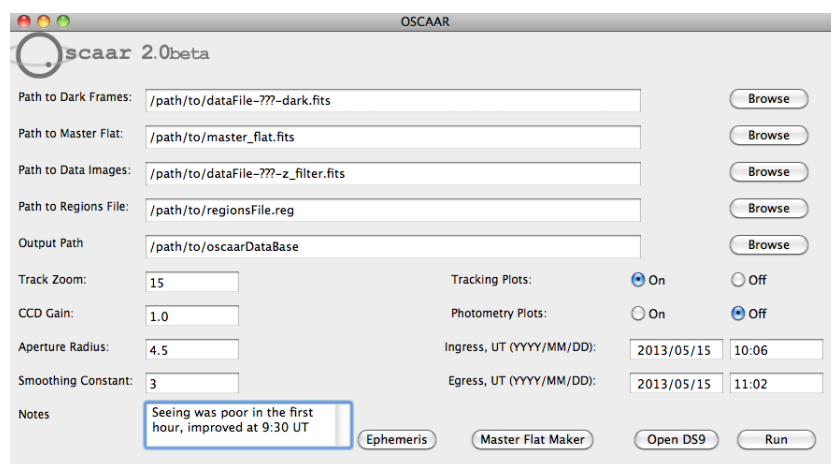 OSCAAR
Oscaar 2.0beta
Path to Dark Frames: /path/to/dataFile-???-dark.fits Browse
Path to Master Flat: /path/to/master_flat.fits Browse
Path to Data Images: /path/to/dataFile-???-z_filter.fits Browse
Path to Regions File: /path/to/regionsFile.reg Browse
Output Path /path/to/oscaarDataBase Browse
Track Zoom: 15 Tracking Plots: On Off
CCD Gain: 1.0 Photometry Plots: On Off
Aperture Radius: 4.5 Ingress, UT (YYYY/MM/DD): 2013/05/15 10:06
Smoothing Constant: 3 Egress, UT (YYYY/MM/DD): 2013/05/15 11:02
Notes Seeing was poor in the first
hour, improved at 9:30 UT
Ephemeris Master Flat Maker Open DS9 Run